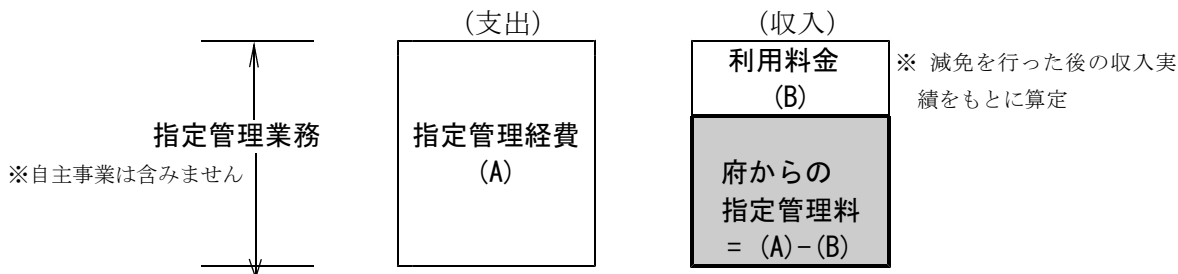 （支出）
（収入）
指定管理業務
※自主事業は含みません
指定管理経費
(A)
利用料金
(B)
※ 減免を行った後の収入実
績をもとに算定
府からの
指定管理料
= (A)-(B)